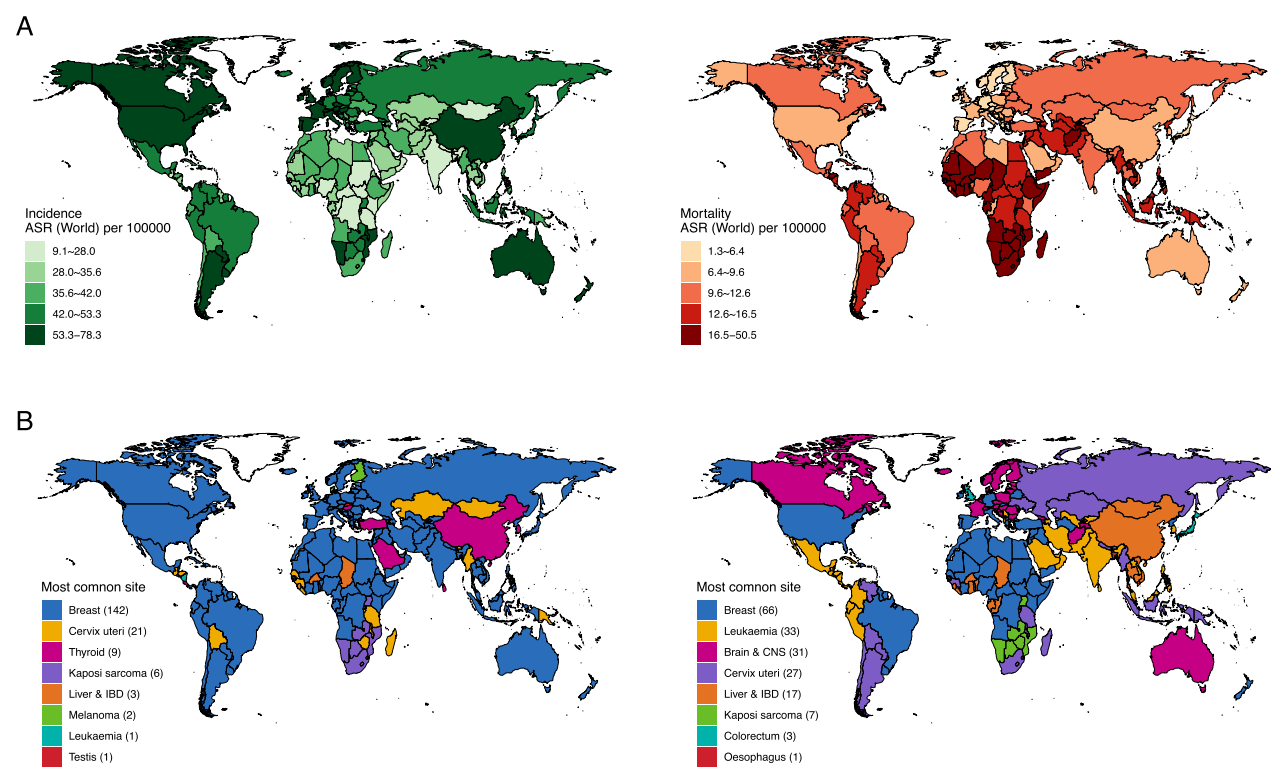 A
Incidence
ASR (World) per 100000
9.1~28.0
28.0~35.6
35.6~42.0
42.0~53.3
53.3~78.3
Mortality
ASR (World) per 100000
1.3~6.4
6.4~9.6
9.6~12.6
12.6~16.5
16.5~50.5
B
Most conmon site
Breast (142)
Cervix uteri (21)
Thyroid (9)
Kaposi sarcoma (6)
Liver & IBD (3)
Melanoma (2)
Leukaemia (1)
Testis (1)
Most conmon site
Breast (66)
Leukaemia (33)
Brain & CNS (31)
Cervix uteri (27)
Liver & IBD (17)
Kaposi sarcoma (7)
Colorectum (3)
Oesophagus (1)